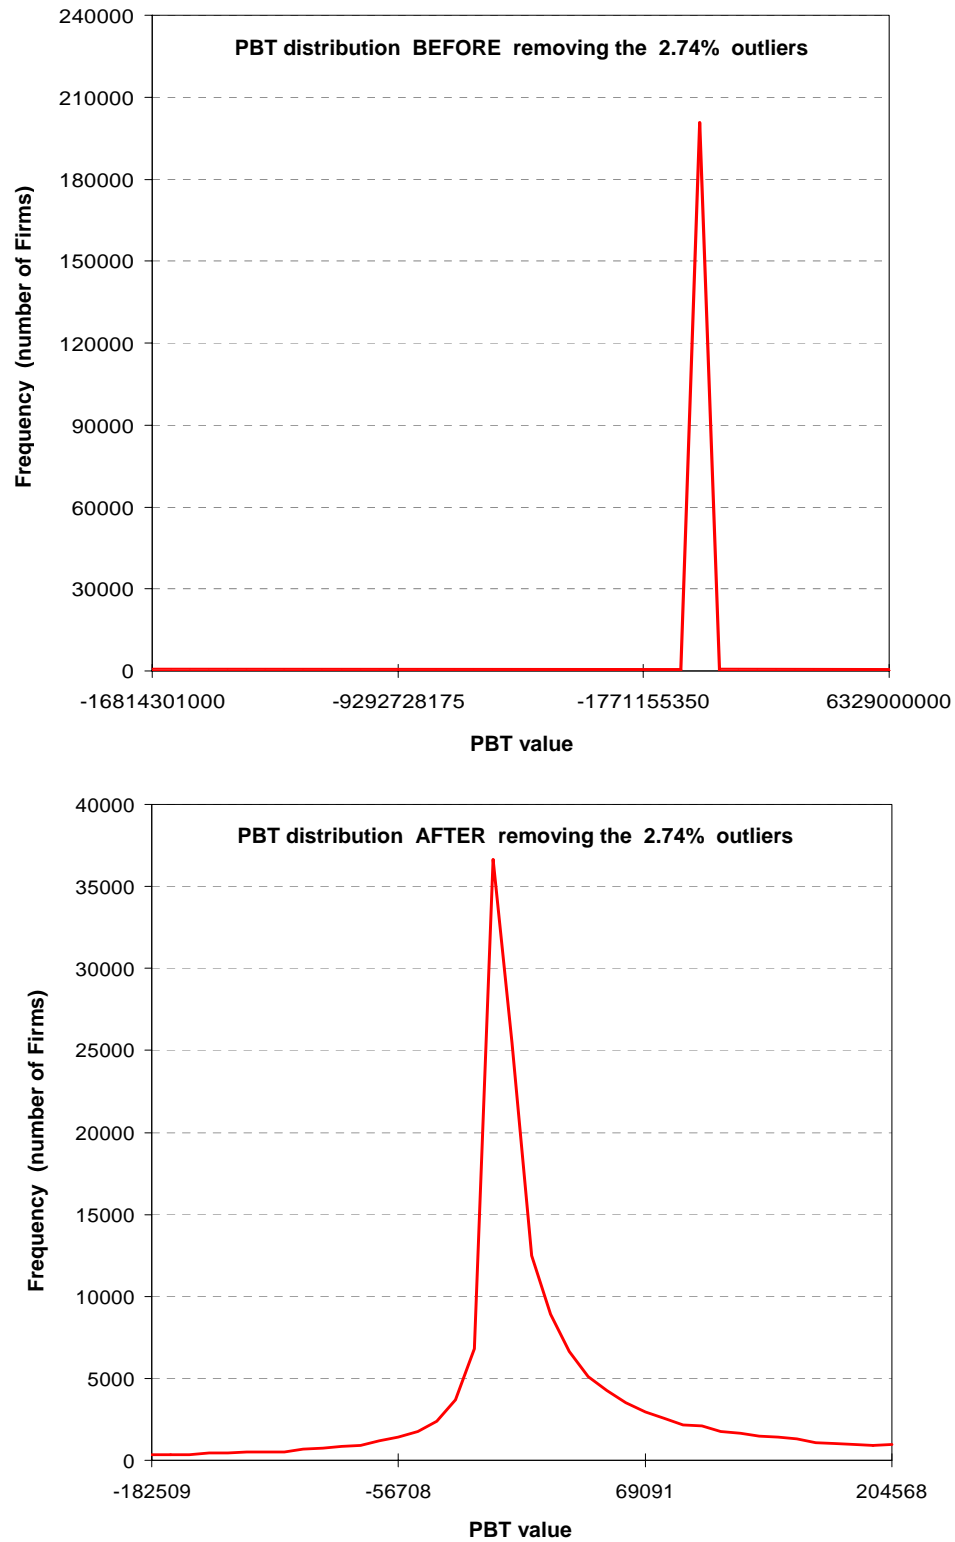 PBT distribution BEFORE removing the 2.74% outliers
240000
210000
180000
150000
120000
90000
60000
30000
0
Frequency (number of Firms)
-16814301000 -9292728175 -1771155350 6329000000
PBT value
PBT distribution AFTER removing the 2.74% outliers
40000
35000
30000
25000
20000
15000
10000
5000
0
Frequency (number of Firms)
-182509 -56708 69091 204568
PBT value